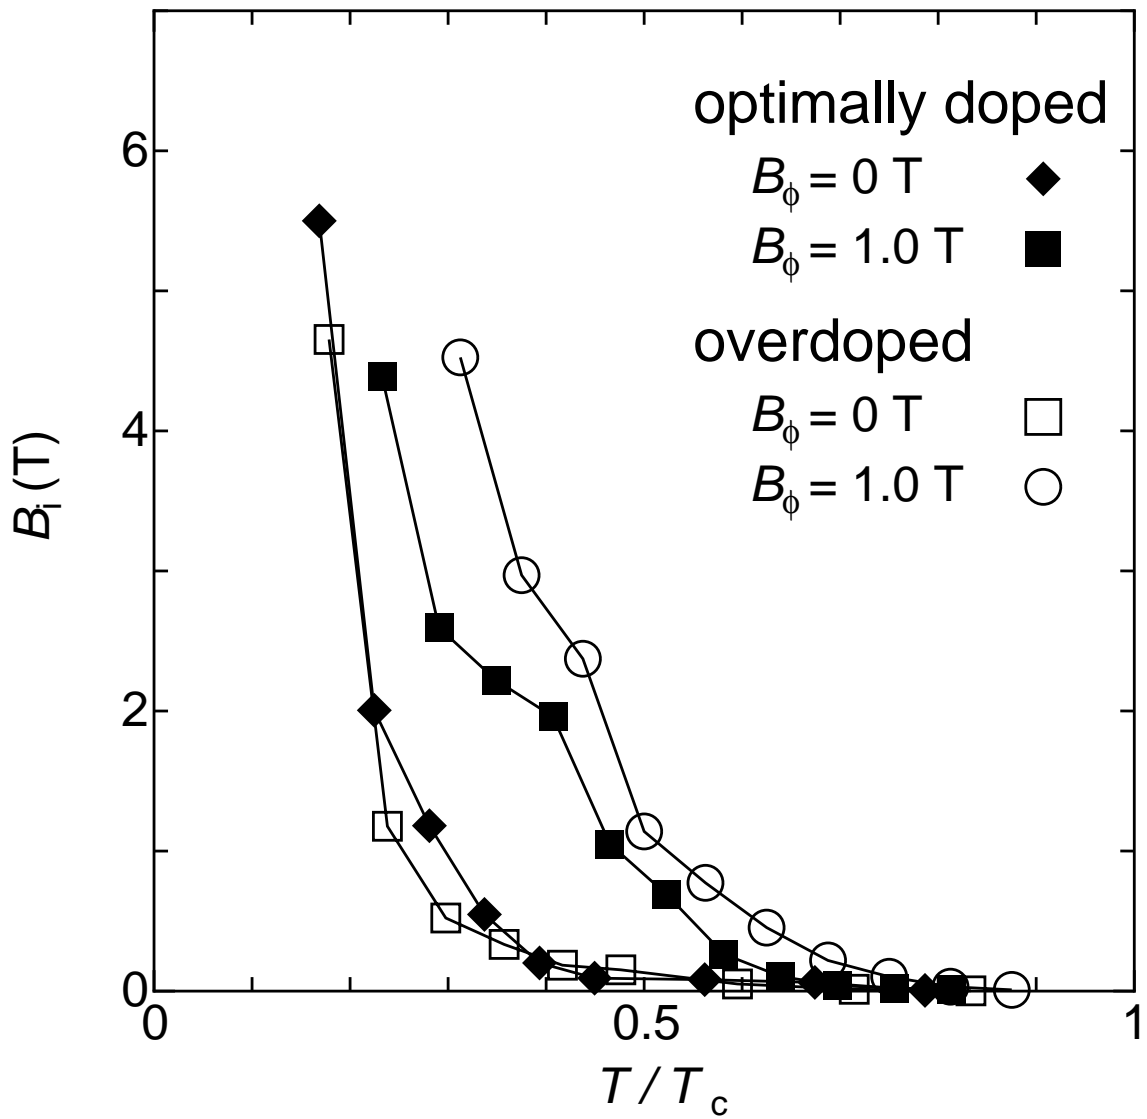 optimally doped
Bϕ = 0 T
Bϕ = 1.0 T
overdoped
Bϕ = 0 T
Bϕ = 1.0 T
6
4
2
0
Bi (T)
0
0.5
1
T / Tc